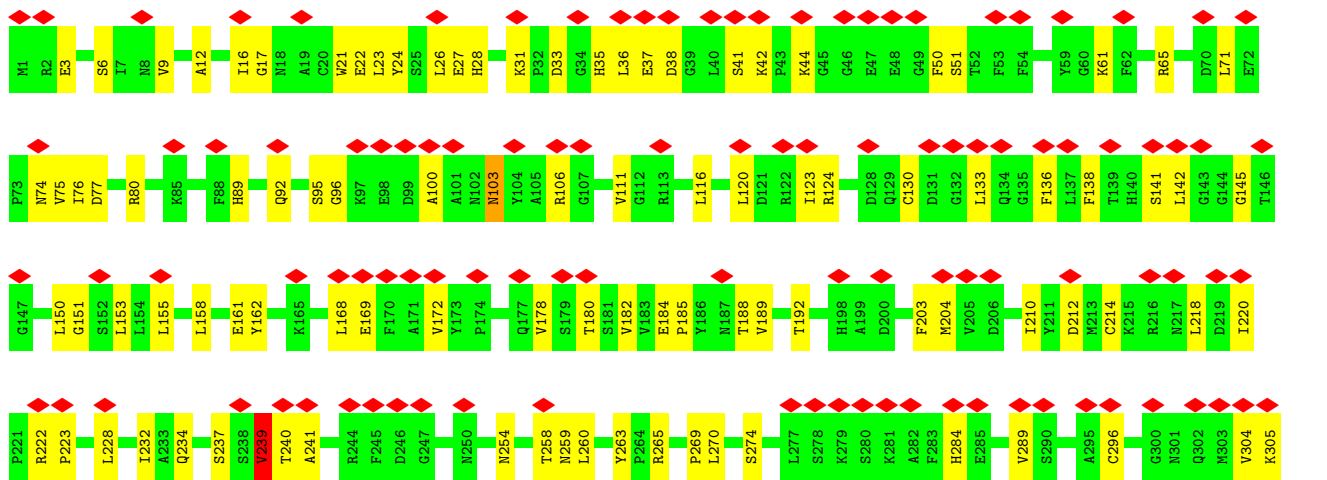 M1 R2 E3 S6 I7 N8 V9 A12 I16 G17 N18 A19 C20 W21 E22 L23 Y24 S25 L26 E27 H28 K31 P32 D33 G34 H35 L36 E37 D38 G39 L40 S41 K42 P43 K44 G45 G46 E47 E48 G49 F50 S51 T52 F53 F54 Y59 G60 K61 F62 R65 D70 L71 E72
P73 N74 V75 I76 D77 R80 K85 F88 H89 Q92 S95 G96 K97 E98 D99 A100 A101 N102 N103 Y104 A105 R106 G107 V111 G112 R113 L116 L120 D121 R122 I123 R124 D128 Q129 C130 D131 G132 L133 Q134 G135 F136 L137 F138 T139 H140 S141 L142 G143 G144 G145 T146
G147 L150 G151 S152 L153 L154 L155 L158 E161 Y162 K165 L168 E169 F170 A171 V172 Y173 P174 Q177 V178 S179 T180 S181 V182 V183 E184 P185 Y186 N187 T188 V189 T192 H198 A199 D200 F203 M204 V205 D206 I210 Y211 D212 M213 C214 K215 R216 N217 L218 D219 I220
P221 R222 P223 L228 I232 A233 Q234 S237 S238 V239 T240 A241 R244 F245 D246 G247 N250 N254 T258 N259 L260 Y263 P264 R265 P269 L270 S274 L277 S278 K279 S280 K281 A282 F283 H284 E285 V289 S290 A295 C296 G300 N301 Q302 M303 V304 K305